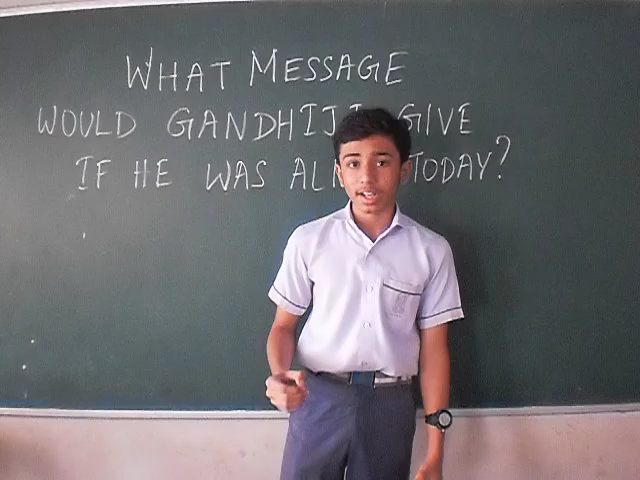 WHAT MESSAGE
WOULD GANDHIJI GIVE
IF HE WAS TODAY?